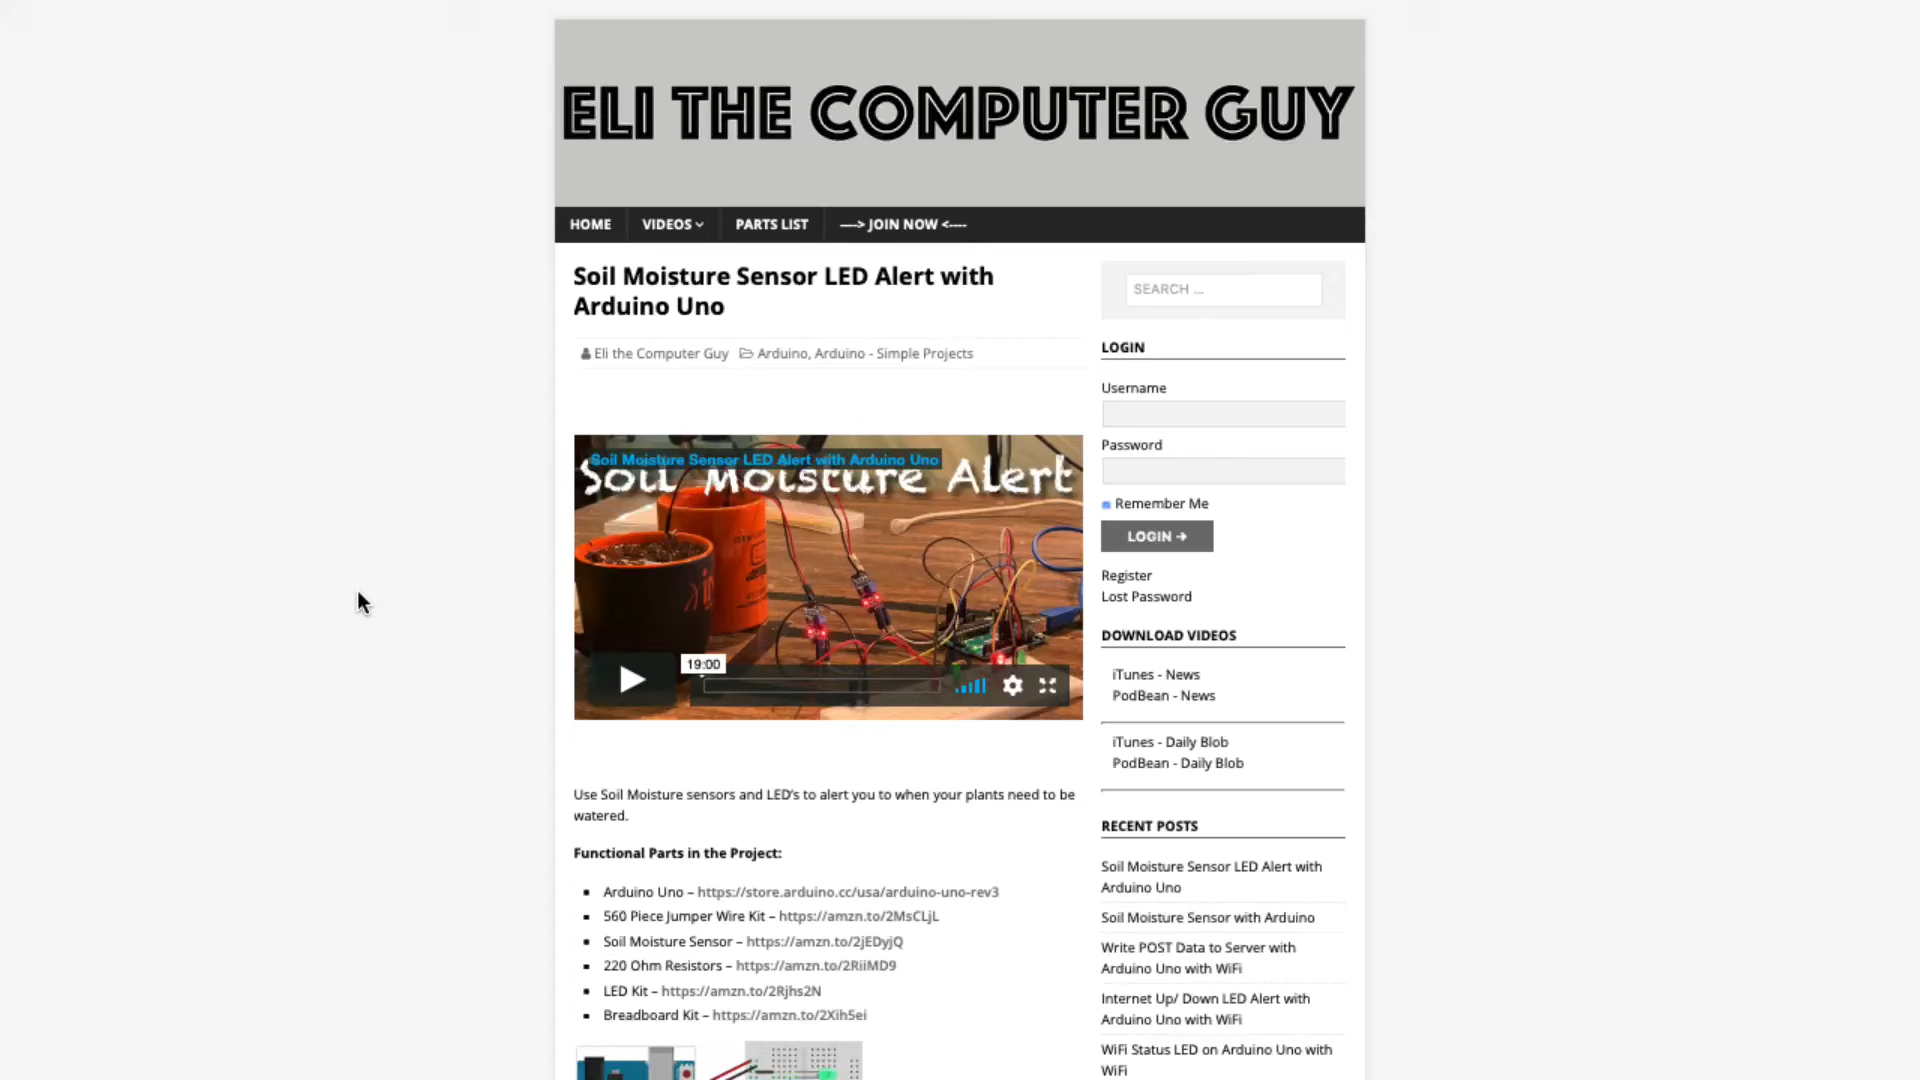 ELI THE COMPUTER GUY
HOME
VIDEOS
PARTS LIST
----> JOIN NOW <----
Soil Moisture Sensor LED Alert with
Arduino Uno
Eli the Computer Guy
Arduino, Arduino - Simple Projects
Soil Moisture Sensor LED Alert with Arduino Uno
Soil Moisture Alert
19:00
Use Soil Moisture sensors and LED's to alert you to when your plants need to be
watered.
Functional Parts in the Project:
Arduino Uno – https://store.arduino.cc/usa/arduino-uno-rev3
560 Piece Jumper Wire Kit – https://amzn.to/2MsCLjL
Soil Moisture Sensor – https://amzn.to/2jEDyjQ
220 Ohm Resistors – https://amzn.to/2RiiMD9
LED Kit – https://amzn.to/2Rjhs2N
Breadboard Kit – https://amzn.to/2Xih5ei
SEARCH ...
LOGIN
Username
Password
Remember Me
LOGIN →
Register
Lost Password
DOWNLOAD VIDEOS
iTunes - News
PodBean - News
iTunes - Daily Blob
PodBean - Daily Blob
RECENT POSTS
Soil Moisture Sensor LED Alert with
Arduino Uno
Soil Moisture Sensor with Arduino
Write POST Data to Server with
Arduino Uno with WiFi
Internet Up/ Down LED Alert with
Arduino Uno with WiFi
WiFi Status LED on Arduino Uno with
WiFi